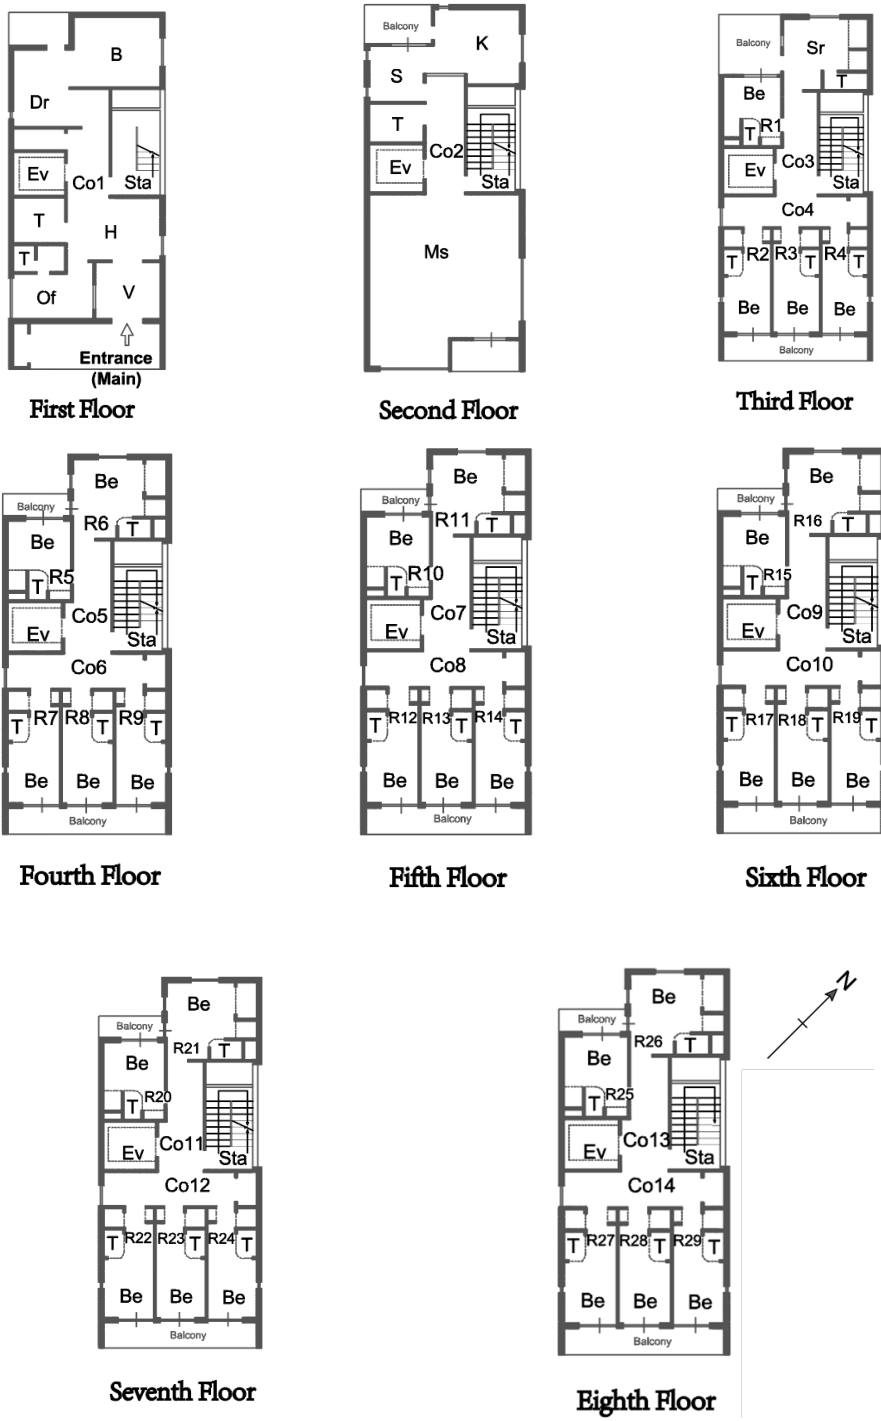 B
Dr
Ev
Co1
Sta
T
H
T
Of
V
Entrance
(Main)
First Floor
Balcony
K
S
T
Co2
Ev
Sta
Ms
Second Floor
Balcony
Sr
T
Be
T R1
Ev
Co3
Sta
Co4
R2 R3 R4
T T T
Be Be Be
Balcony
Third Floor
Be
Balcony
R6 T
Be
T R5
Co5
Ev
Sta
Co6
R7 R8 R9
T T T
Be Be Be
Balcony
Fourth Floor
Be
Balcony
R11 T
Be
T R10
Co7
Ev
Sta
Co8
R12 R13 R14
T T T
Be Be Be
Balcony
Fifth Floor
Be
Balcony
R16 T
Be
T R15
Co9
Ev
Sta
Co10
R17 R18 R19
T T T
Be Be Be
Balcony
Sixth Floor
Be
Balcony
R21 T
Be
T R20
Co11
Ev
Sta
Co12
R22 R23 R24
T T T
Be Be Be
Balcony
Seventh Floor
Be
Balcony
R26 T
Be
T R25
Co13
Ev
Sta
Co14
R27 R28 R29
T T T
Be Be Be
Balcony
Eighth Floor
N